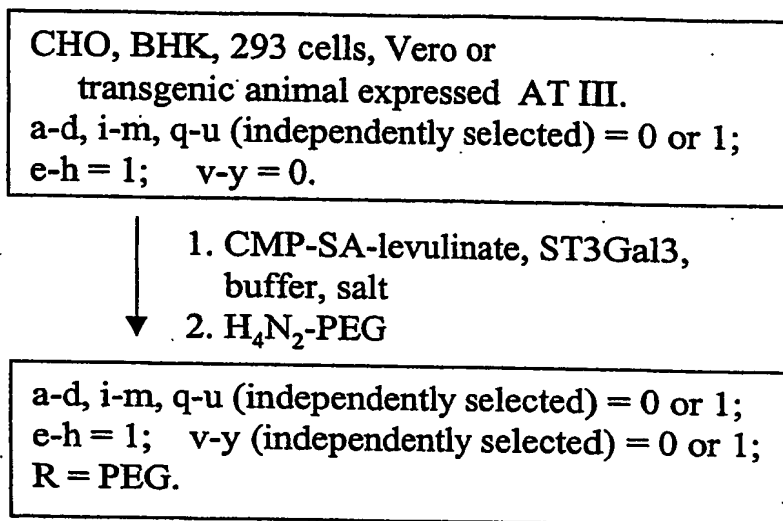 CHO, BHK, 293 cells, Vero or
transgenic animal expressed AT III.
a-d, i-m, q-u (independently selected) = 0 or 1;
e-h = 1; v-y = 0.
1. CMP-SA-levulinate, ST3Gal3,
buffer, salt
2. H₄N₂-PEG
a-d, i-m, q-u (independently selected) = 0 or 1;
e-h = 1; v-y (independently selected) = 0 or 1;
R = PEG.